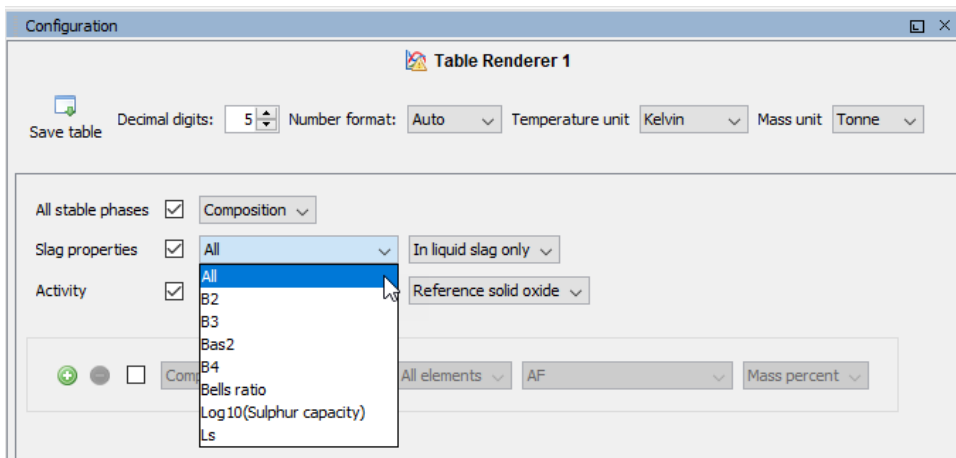 Configuration
Table Renderer 1
Save table
Decimal digits: 5 Number format: Auto Temperature unit Kelvin Mass unit Tonne
All stable phases Composition
Slag properties All In liquid slag only
All
Activity Reference solid oxide
B2
B3
Bas2
B4
Comp All elements AF Mass percent
Bells ratio
Log10(Sulphur capacity)
Ls